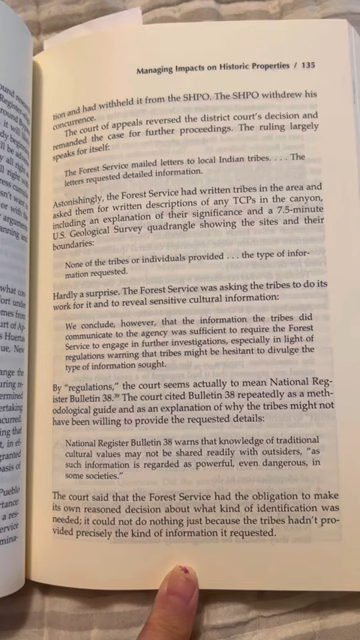 Managing Impacts on Historic Properties / 135
tion and had withheld it from the SHPO. The SHPO withdrew his
concurrence.
The court of appeals reversed the district court's decision and
remanded the case for further proceedings. The ruling largely
speaks for itself:
The Forest Service mailed letters to local Indian tribes. . . . The
letters requested detailed information.
Astonishingly, the Forest Service had written tribes in the area and
asked them for written descriptions of any TCPs in the canyon,
including an explanation of their significance and a 7.5-minute
U.S. Geological Survey quadrangle showing the sites and their
boundaries:
None of the tribes or individuals provided . . . the type of infor-
mation requested.
Hardly a surprise. The Forest Service was asking the tribes to do its
work for it and to reveal sensitive cultural information:
We conclude, however, that the information the tribes did
communicate to the agency was sufficient to require the Forest
Service to engage in further investigations, especially in light of
regulations warning that tribes might be hesitant to divulge the
type of information sought.
By "regulations," the court seems actually to mean National Reg-
ister Bulletin 38. The court cited Bulletin 38 repeatedly as a meth-
odological guide and as an explanation of why the tribes might not
have been willing to provide the requested details:
National Register Bulletin 38 warns that knowledge of traditional
cultural values may not be shared readily with outsiders, "as
such information is regarded as powerful, even dangerous, in
some societies."
The court said that the Forest Service had the obligation to make
its own reasoned decision about what kind of identification was
needed; it could not do nothing just because the tribes hadn't pro-
vided precisely the kind of information it requested.